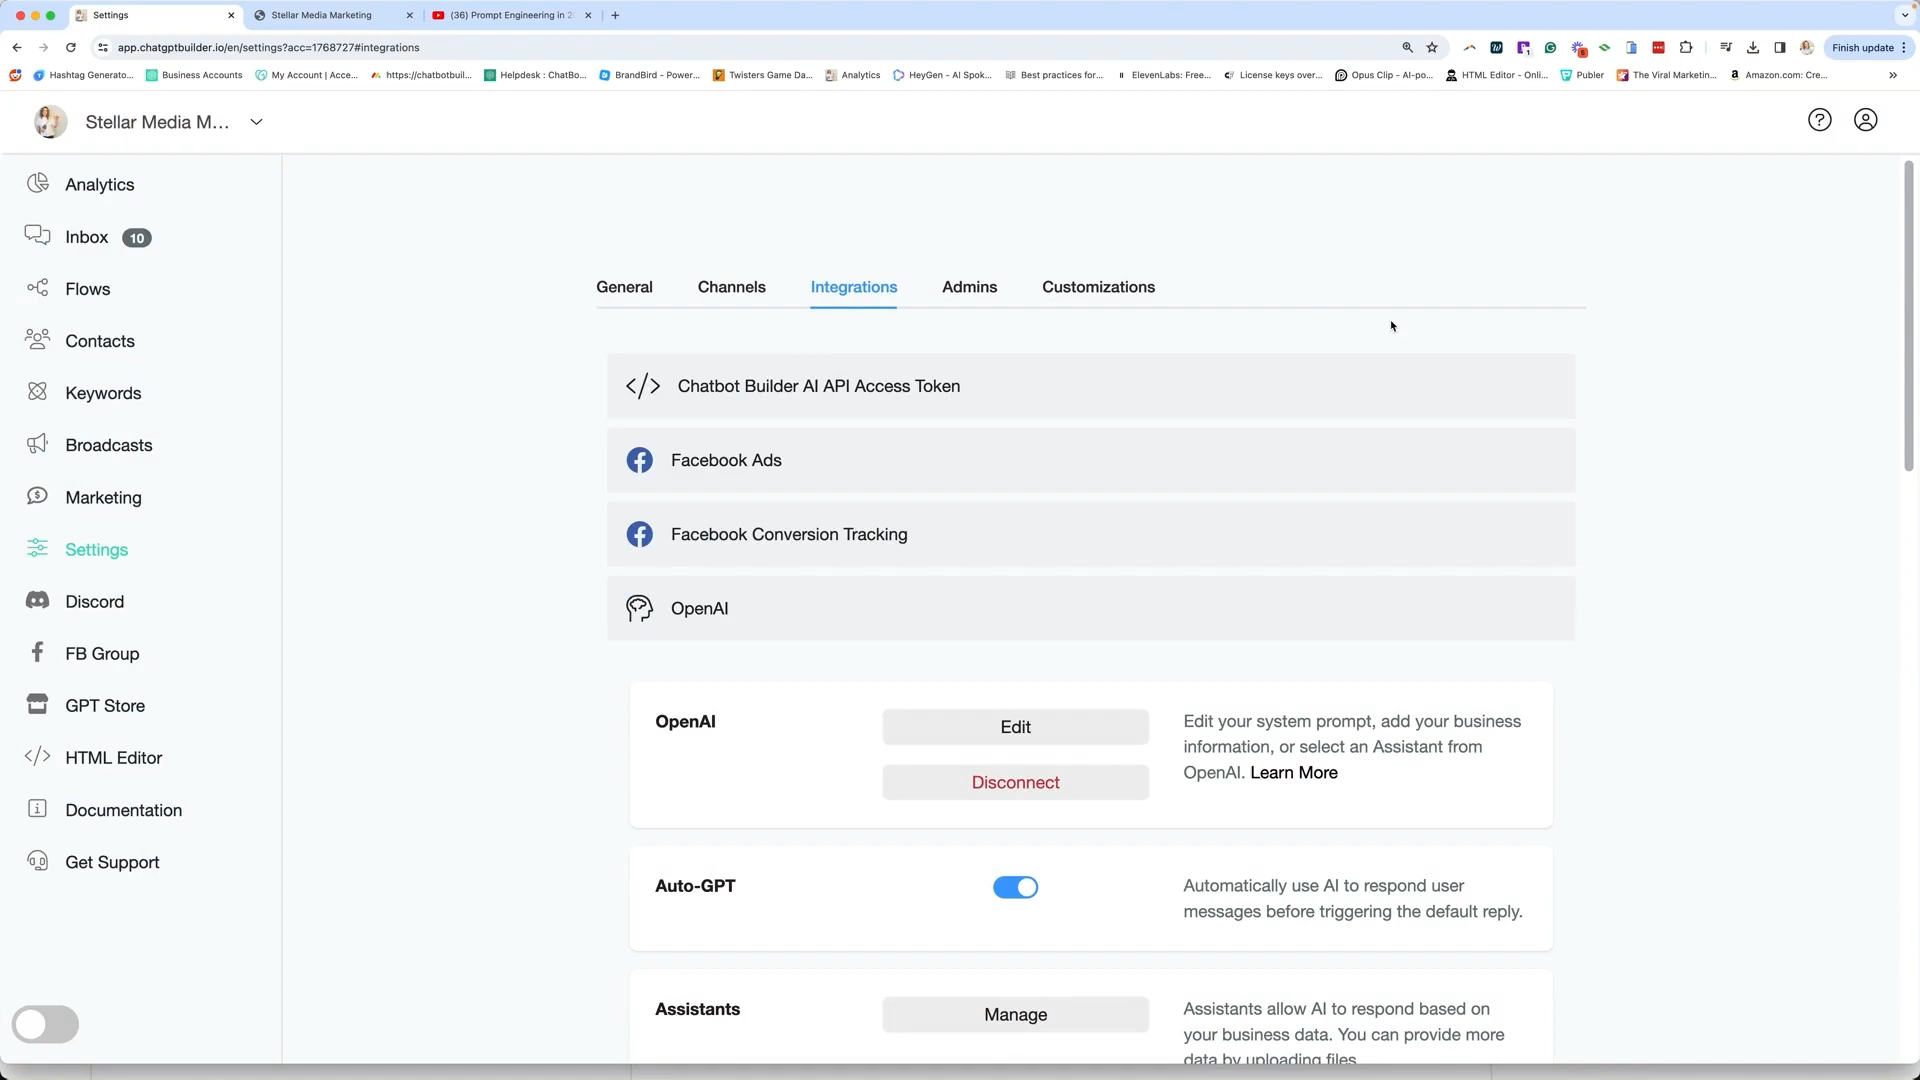 Settings
Stellar Media Marketing
(36) Prompt Engineering in 2
app.chatgptbuilder.io/en/settings?acc=1768727#integrations
Finish update
Hashtag Generato...
Business Accounts
My Account | Acce...
https://chatbotbuil...
Helpdesk : ChatBo...
BrandBird - Power...
Twisters Game Da...
Analytics
HeyGen - AI Spok...
Best practices for...
ElevenLabs: Free...
License keys over...
Opus Clip - AI-po...
HTML Editor - Onli...
Publer
The Viral Marketin...
Amazon.com: Cre...
Stellar Media M...
Analytics
Inbox 10
Flows
Contacts
Keywords
Broadcasts
Marketing
Settings
Discord
FB Group
GPT Store
HTML Editor
Documentation
Get Support
General
Channels
Integrations
Admins
Customizations
Chatbot Builder AI API Access Token
Facebook Ads
Facebook Conversion Tracking
OpenAI
OpenAI
Edit
Disconnect
Edit your system prompt, add your business
information, or select an Assistant from
OpenAI. Learn More
Auto-GPT
Automatically use AI to respond user
messages before triggering the default reply.
Assistants
Manage
Assistants allow AI to respond based on
your business data. You can provide more
data by uploading files